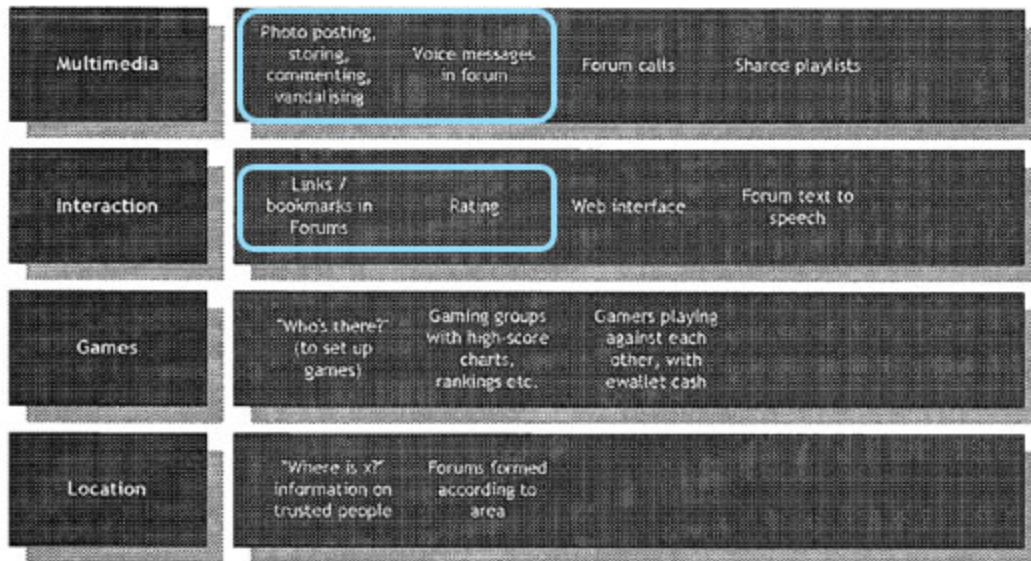 Multimedia
Photo posting,
storing,
commenting,
vandalising
Voice messages
in forum
Forum calls
Shared playlists
Interaction
Links /
bookmarks in
Forums
Rating
Web interface
Forum text to
speech
Games
"Who's there?"
(to set up
games)
Gaming groups
with high-score
charts,
rankings etc.
Gamers playing
against each
other, with
ewallet cash
Location
"Where is x?"
information on
trusted people
Forums formed
according to
area